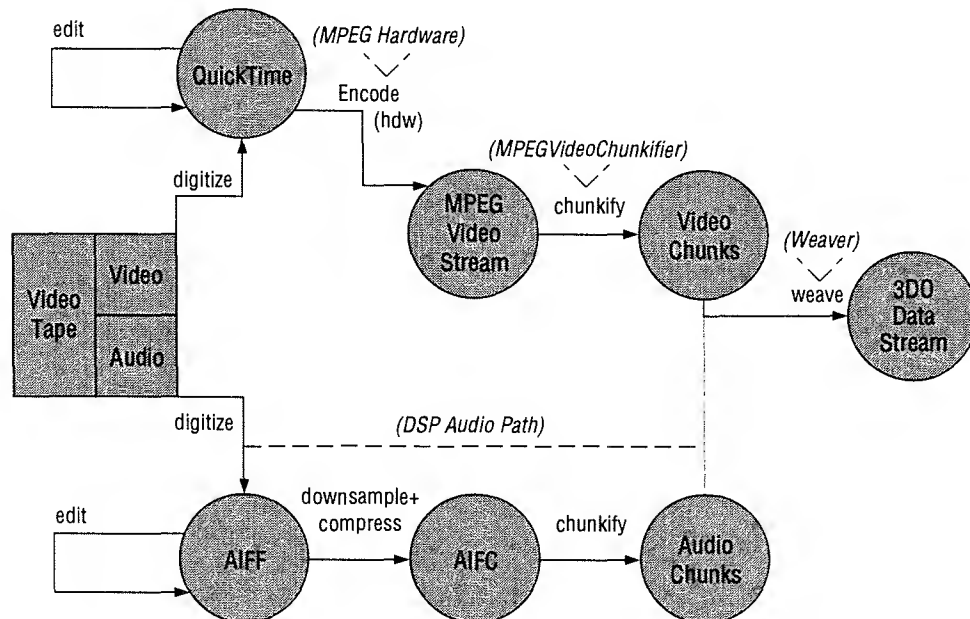 edit
QuickTime
(MPEG Hardware)
Encode
(hdw)
digitize
MPEG
Video
Stream
(MPEGVideoChunkifier)
chunkify
Video
Chunks
(Weaver)
weave
3DO
Data
Stream
Video
Tape
Video
Audio
digitize
(DSP Audio Path)
edit
AIFF
downsample+
compress
AIFC
chunkify
Audio
Chunks